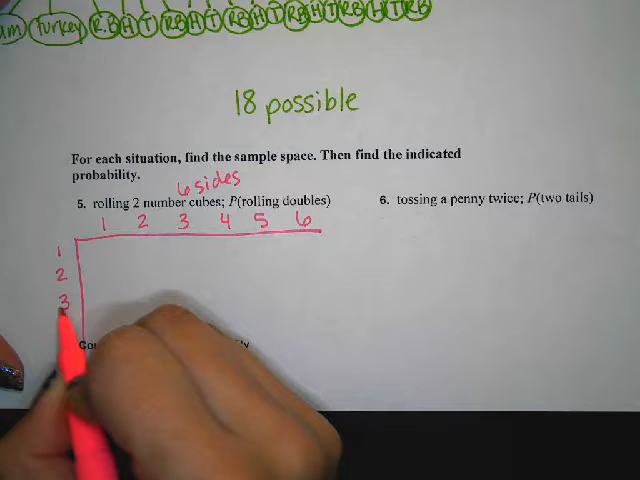 turkey R.B H T R.B H T R.B H T R.B H T R.B H T R.B
18 possible
For each situation, find the sample space. Then find the indicated
probability.
6 sides
5. rolling 2 number cubes; P(rolling doubles)
6. tossing a penny twice; P(two tails)
1 2 3 4 5 6
1
2
3